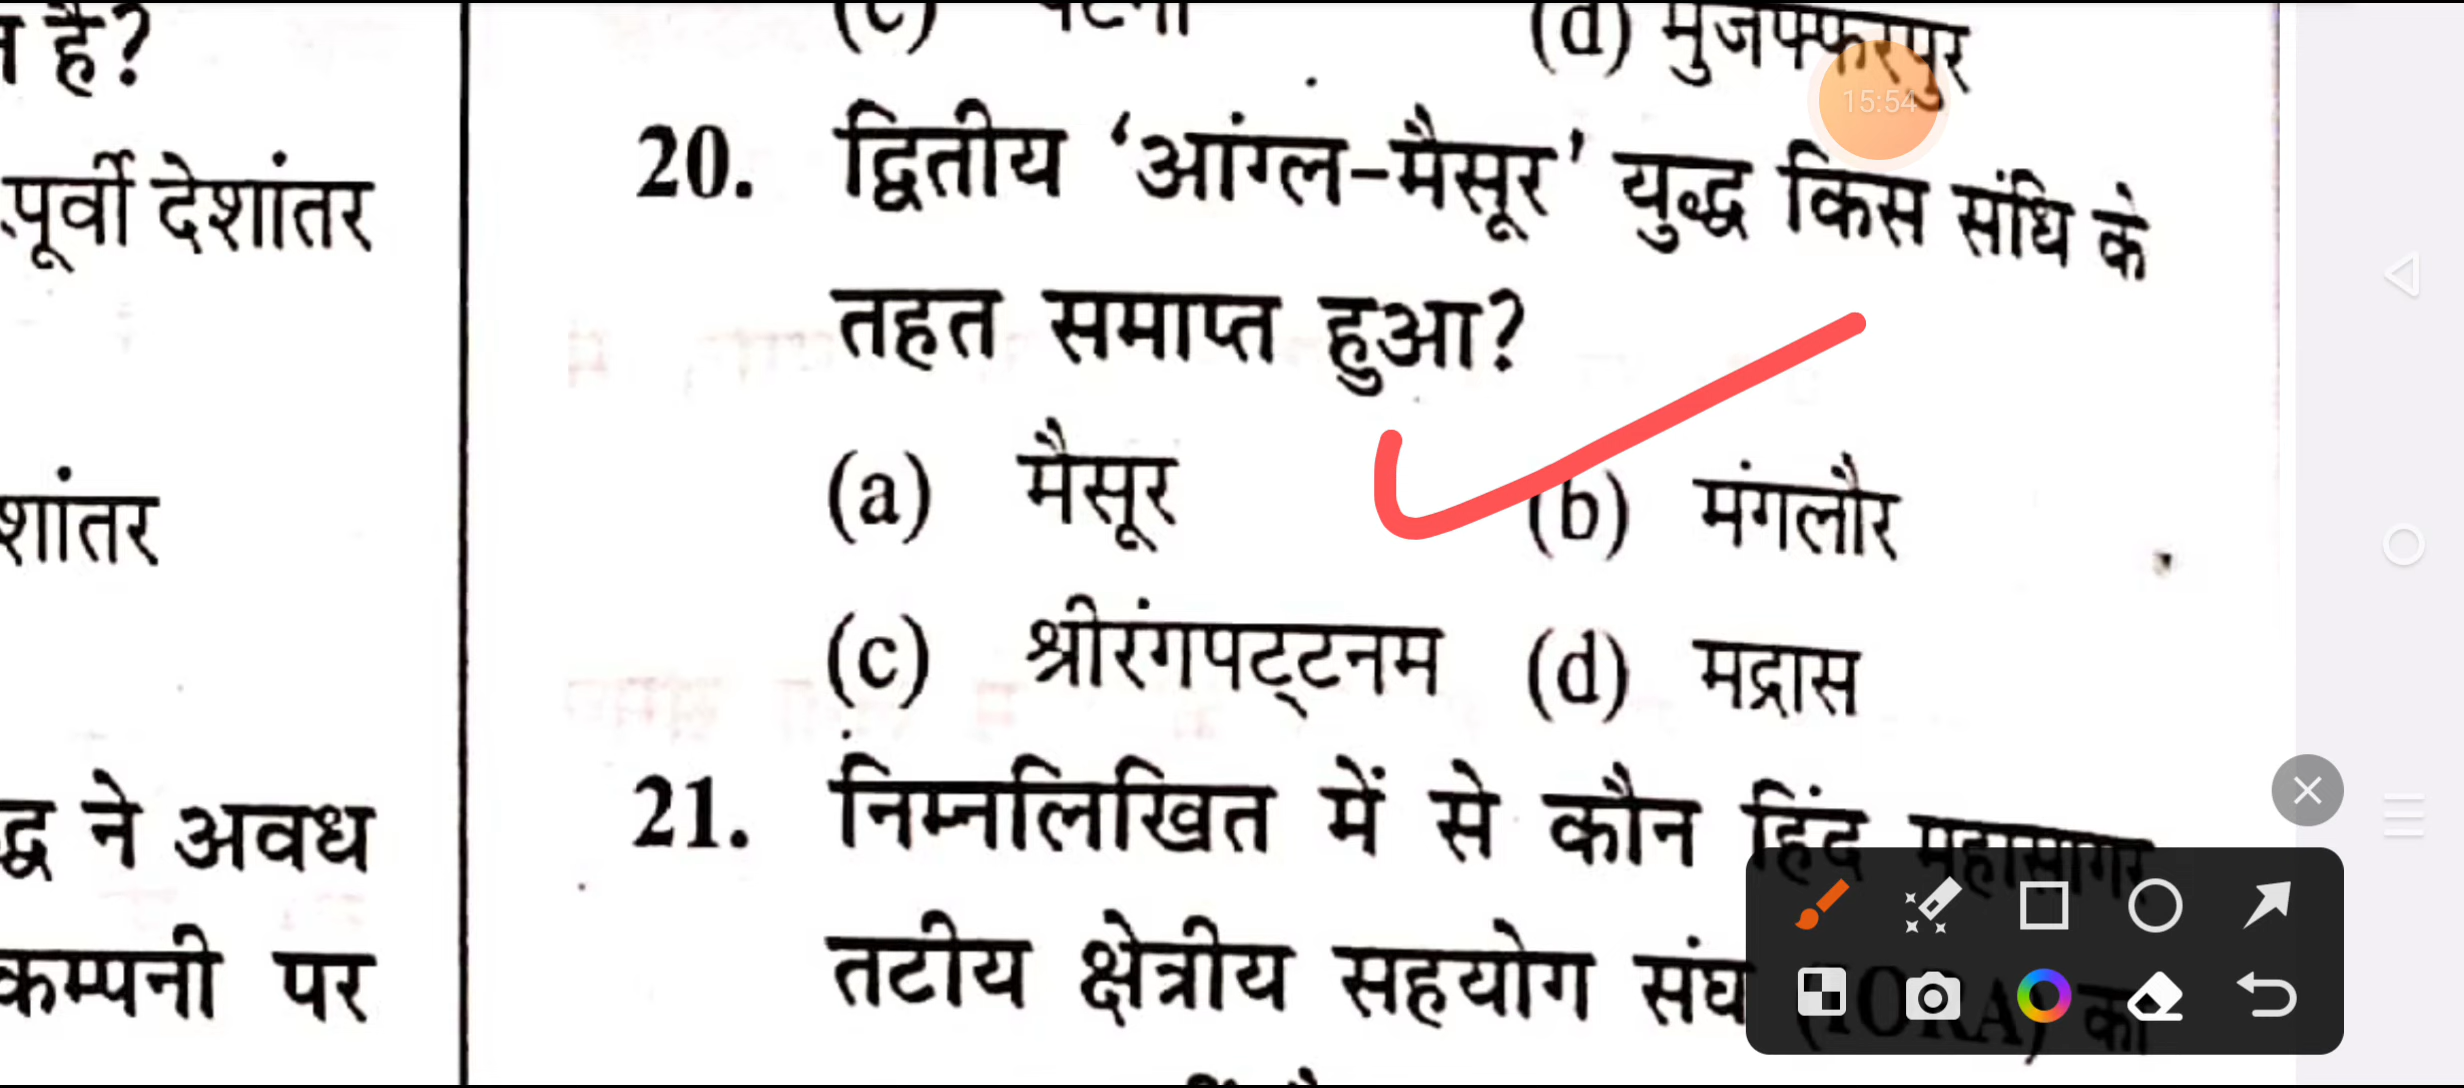 न है?
पूर्वी देशांतर
शांतर
द्ध ने अवध
कम्पनी पर
(c) पटना (d) मुजफ्फरपुर
15:54
20. द्वितीय ‘आंग्ल-मैसूर’ युद्ध किस संधि के
तहत समाप्त हुआ?
(a) मैसूर (b) मंगलौर
(c) श्रीरंगपट्टनम (d) मद्रास
21. निम्नलिखित में से कौन हिंद महासागर
तटीय क्षेत्रीय सहयोग संघ (IORA) का